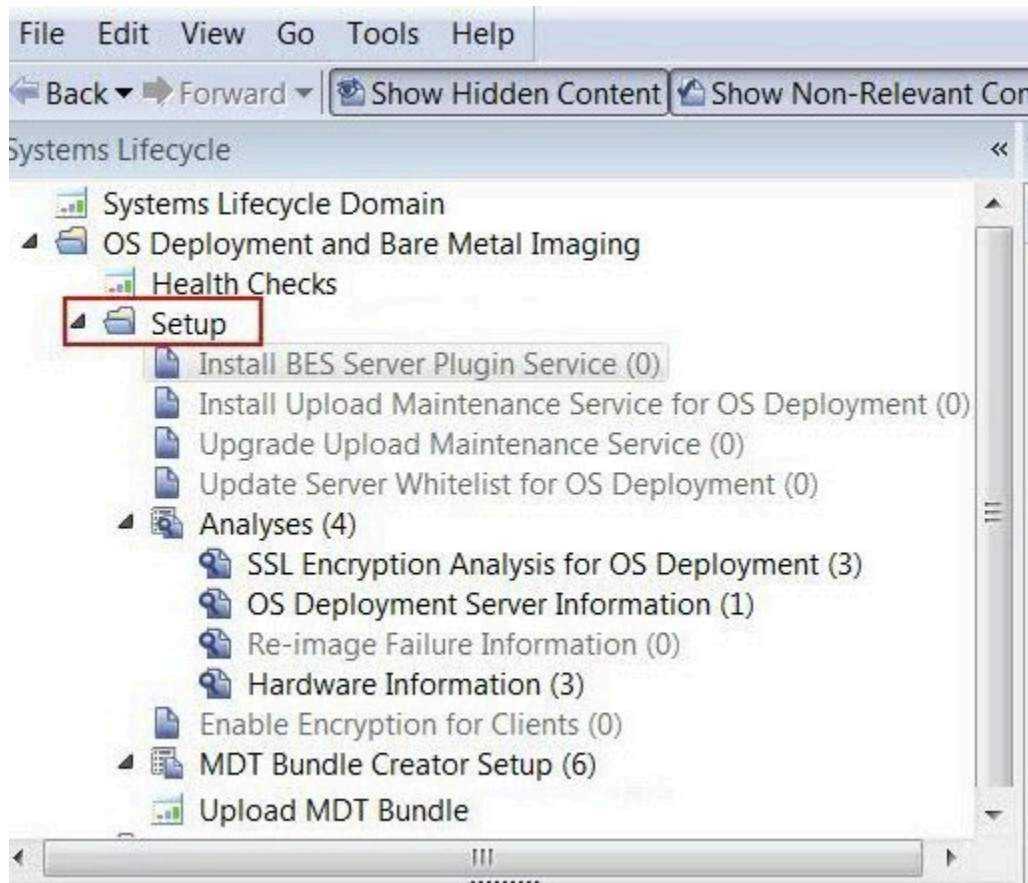 File Edit View Go Tools Help
Back Forward Show Hidden Content Show Non-Relevant
Systems Lifecycle
Systems Lifecycle Domain
OS Deployment and Bare Metal Imaging
Health Checks
Setup
Install BES Server Plugin Service (0)
Install Upload Maintenance Service for OS Deployment (0)
Upgrade Upload Maintenance Service (0)
Update Server Whitelist for OS Deployment (0)
Analyses (4)
SSL Encryption Analysis for OS Deployment (3)
OS Deployment Server Information (1)
Re-image Failure Information (0)
Hardware Information (3)
Enable Encryption for Clients (0)
MDT Bundle Creator Setup (6)
Upload MDT Bundle